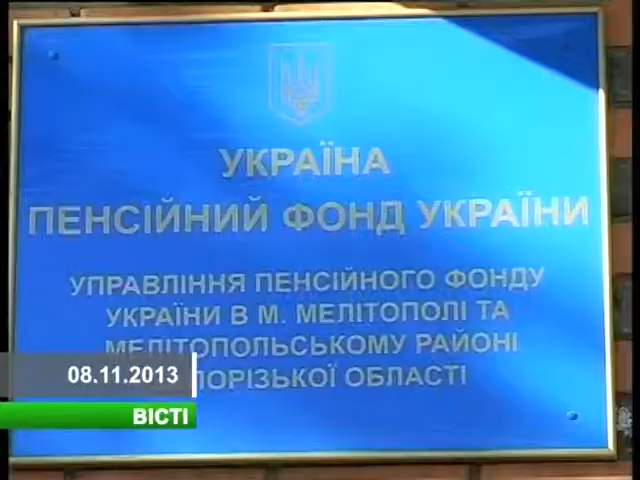 УКРАЇНА
ПЕНСІЙНИЙ ФОНД УКРАЇНИ
УПРАВЛІННЯ ПЕНСІЙНОГО ФОНДУ
УКРАЇНИ В М. МЕЛІТОПОЛІ ТА
МЕЛІТОПОЛЬСЬКОМУ РАЙОНІ
ОБЛАСТІ
08.11.2013
ВІСТІ